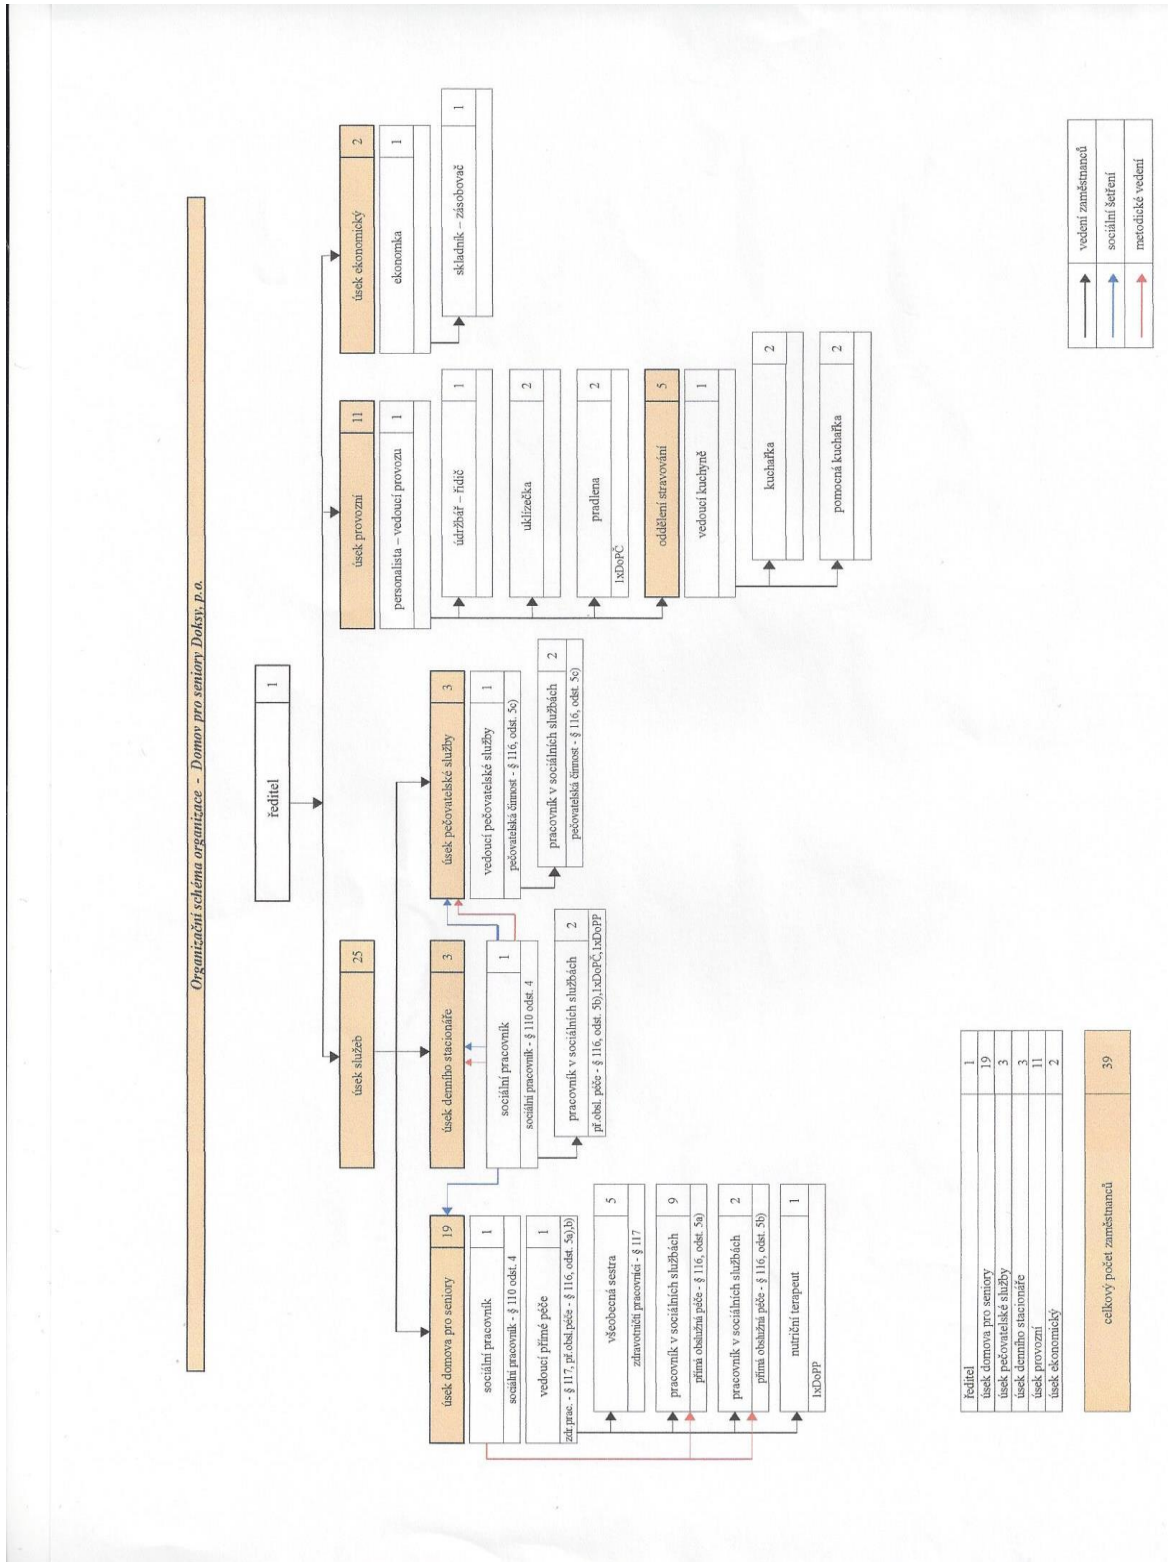 Organizační schéma organizace - Domov pro seniory Doksy, p.o.
ředitel 1
úsek služeb 25
úsek domova pro seniory 19
sociální pracovník 1
sociální pracovník - § 110 odst. 4
vedoucí přímé péče 1
zdr.prac. - § 117, př.obsl.péče - § 116, odst. 5a),b)
všeobecná sestra 5
zdravotničtí pracovníci - § 117
pracovník v sociálních službách 9
přímá obslužná péče - § 116, odst. 5a)
pracovník v sociálních službách 2
přímá obslužná péče - § 116, odst. 5b)
nutriční terapeut 1
1xDoPP
úsek denního stacionáře 3
sociální pracovník 1
sociální pracovník - § 110 odst. 4
pracovník v sociálních službách 2
př.obsl. péče - § 116, odst. 5b),1xDoPČ,1xDoPP
úsek pečovatelské služby 3
vedoucí pečovatelské služby 1
pečovatelská činnost - § 116, odst. 5c)
pracovník v sociálních službách 2
pečovatelská činnost - § 116, odst. 5c)
úsek provozní 11
personalista – vedoucí provozu 1
údržbář – řidič 1
uklízečka 2
pradlena 2
1xDoPČ
oddělení stravování 5
vedoucí kuchyně 1
kuchařka 2
pomocná kuchařka 2
úsek ekonomický 2
ekonomka 1
skladník – zásobovač 1
ředitel 1
úsek domova pro seniory 19
úsek pečovatelské služby 3
úsek denního stacionáře 3
úsek provozní 11
úsek ekonomický 2
celkový počet zaměstnanců 39
vedení zaměstnanců
sociální šetření
metodické vedení